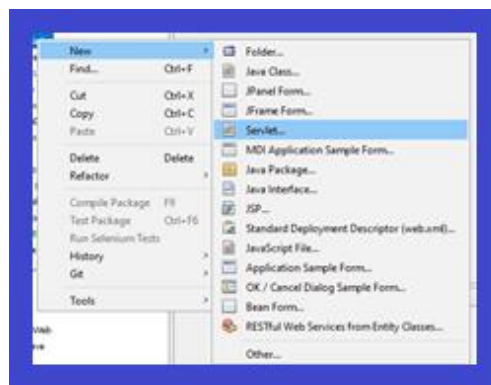 New
Find... Ctrl+F
Cut Ctrl+X
Copy Ctrl+C
Paste Ctrl+V
Delete Delete
Refactor
Compile Package F9
Test Package Ctrl+F6
Run Selenium Tests
History
Git
Tools
Folder...
Java Class...
JPanel Form...
JFrame Form...
Servlet...
MDI Application Sample Form...
Java Package...
Java Interface...
JSP...
Standard Deployment Descriptor (web.xml)...
JavaScript File...
Application Sample Form...
OK / Cancel Dialog Sample Form...
Bean Form...
RESTful Web Services from Entity Classes...
Other...
Web